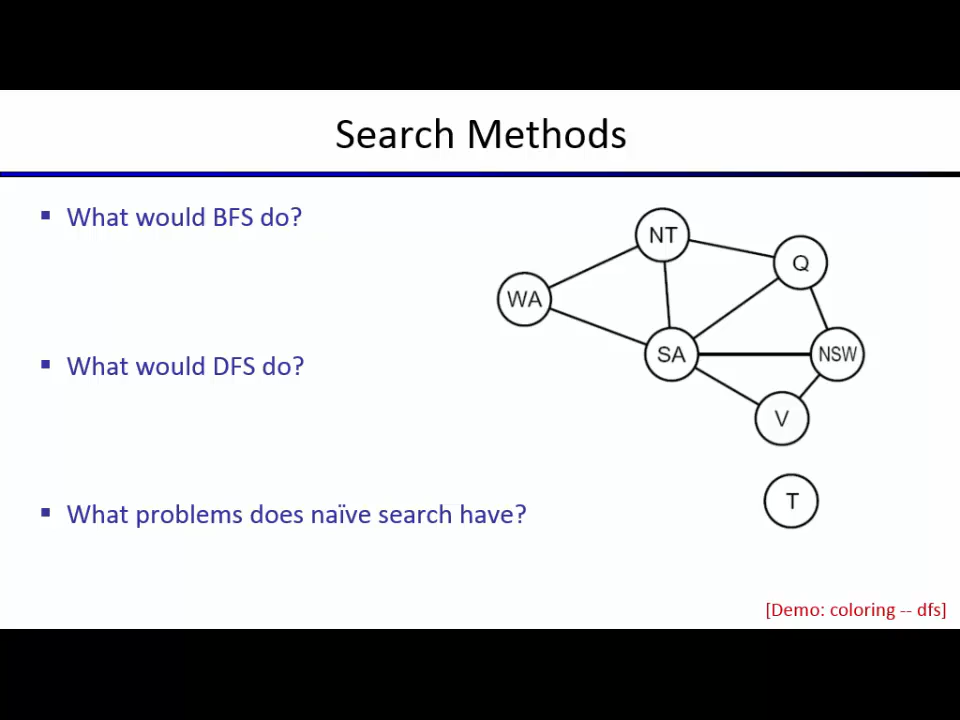 Search Methods
▪ What would BFS do?
NT
Q
WA
▪ What would DFS do?
SA
NSW
V
T
▪ What problems does naïve search have?
[Demo: coloring -- dfs]